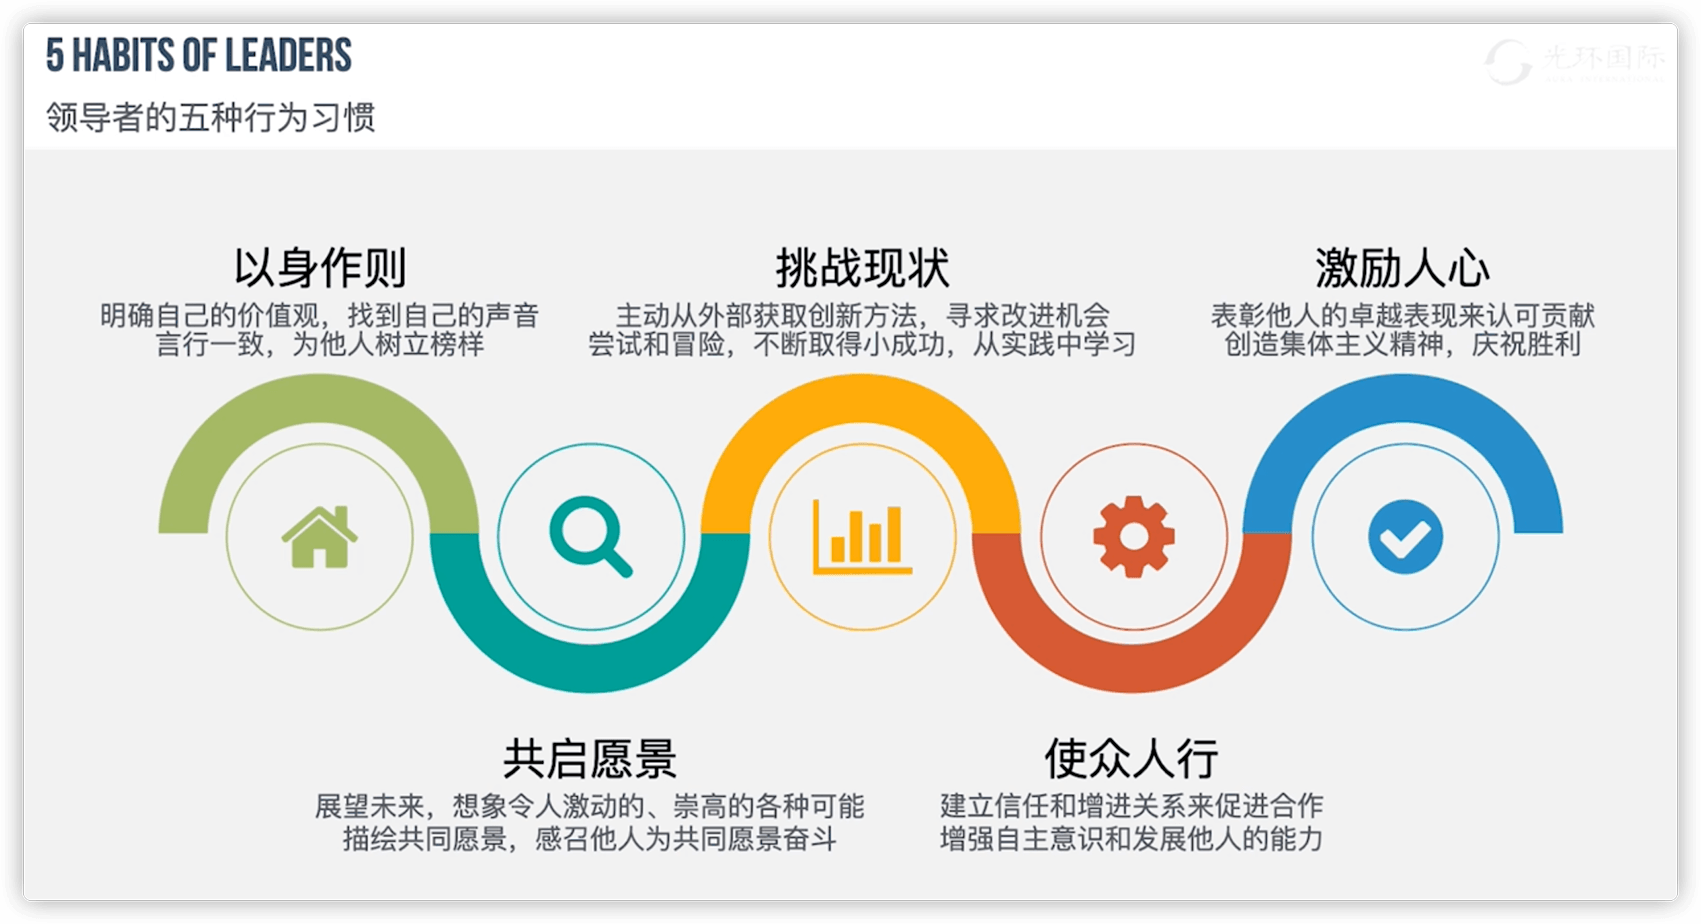 5 HABITS OF LEADERS
领导者的五种行为习惯
光环国际
以身作则
明确自己的价值观，找到自己的声音
言行一致，为他人树立榜样
挑战现状
主动从外部获取创新方法，寻求改进机会
尝试和冒险，不断取得小成功，从实践中学习
激励人心
表彰他人的卓越表现来认可贡献
创造集体主义精神，庆祝胜利
共启愿景
展望未来，想象令人激动的、崇高的各种可能
描绘共同愿景，感召他人为共同愿景奋斗
使众人行
建立信任和增进关系来促进合作
增强自主意识和发展他人的能力